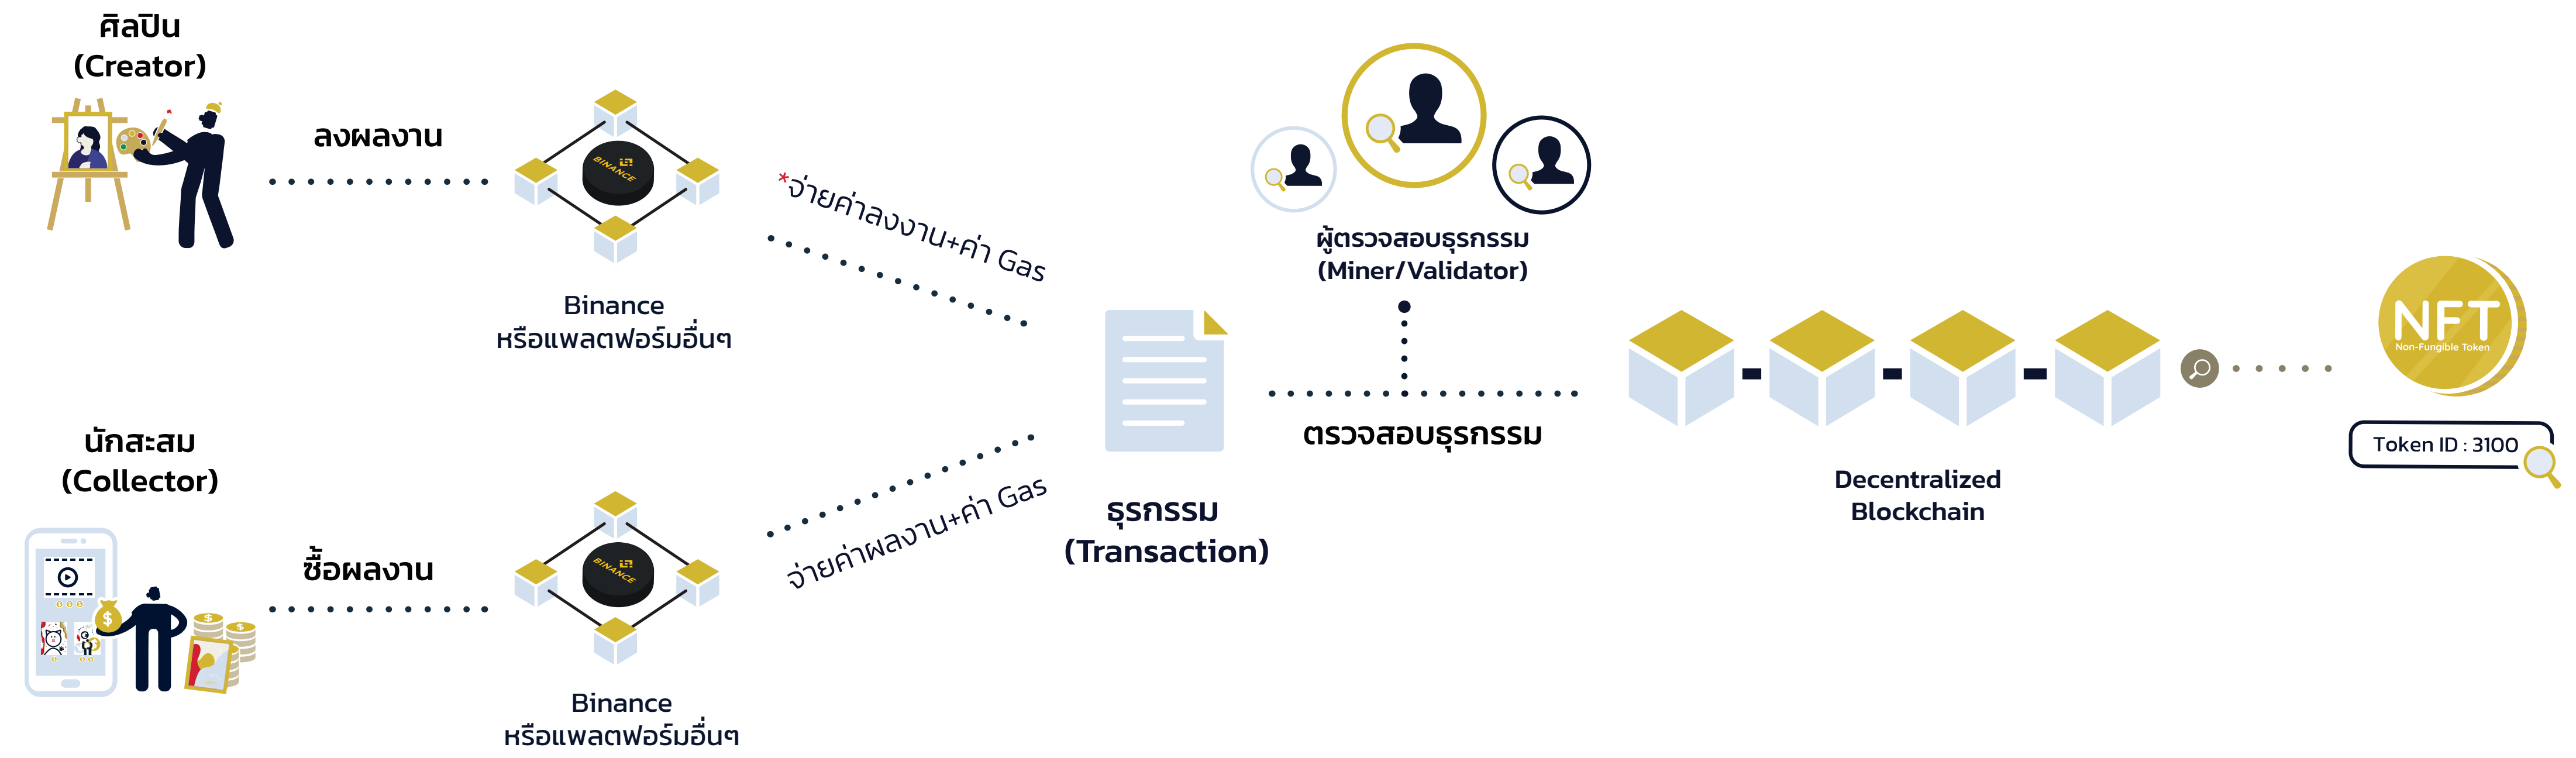 ศิลปิน
(Creator)
ลงผลงาน
BINANCE
Binance
หรือแพลตฟอร์มอื่นๆ
*จ่ายค่าลงงาน+ค่า Gas
นักสะสม
(Collector)
ซื้อผลงาน
BINANCE
Binance
หรือแพลตฟอร์มอื่นๆ
จ่ายค่าผลงาน+ค่า Gas
ธุรกรรม
(Transaction)
ผู้ตรวจสอบธุรกรรม
(Miner/Validator)
ตรวจสอบธุรกรรม
Decentralized
Blockchain
NFT
Non-Fungible Token
Token ID : 3100